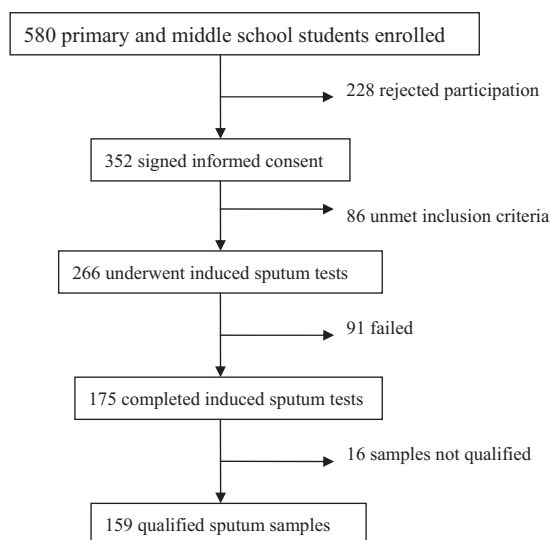 580 primary and middle school students enrolled
228 rejected participation
352 signed informed consent
86 unmet inclusion criteria
266 underwent induced sputum tests
91 failed
175 completed induced sputum tests
16 samples not qualified
159 qualified sputum samples